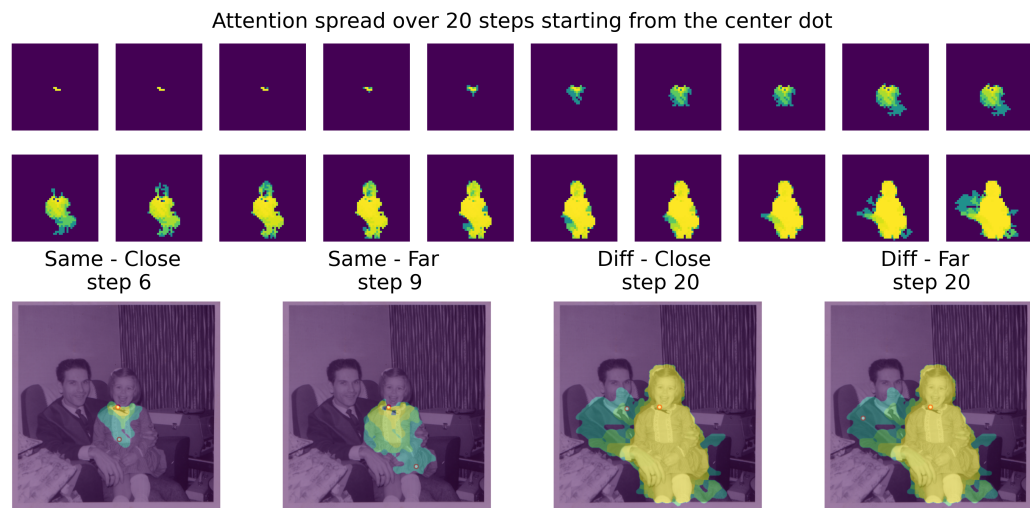 Attention spread over 20 steps starting from the center dot
Same - Close
step 6
Same - Far
step 9
Diff - Close
step 20
Diff - Far
step 20